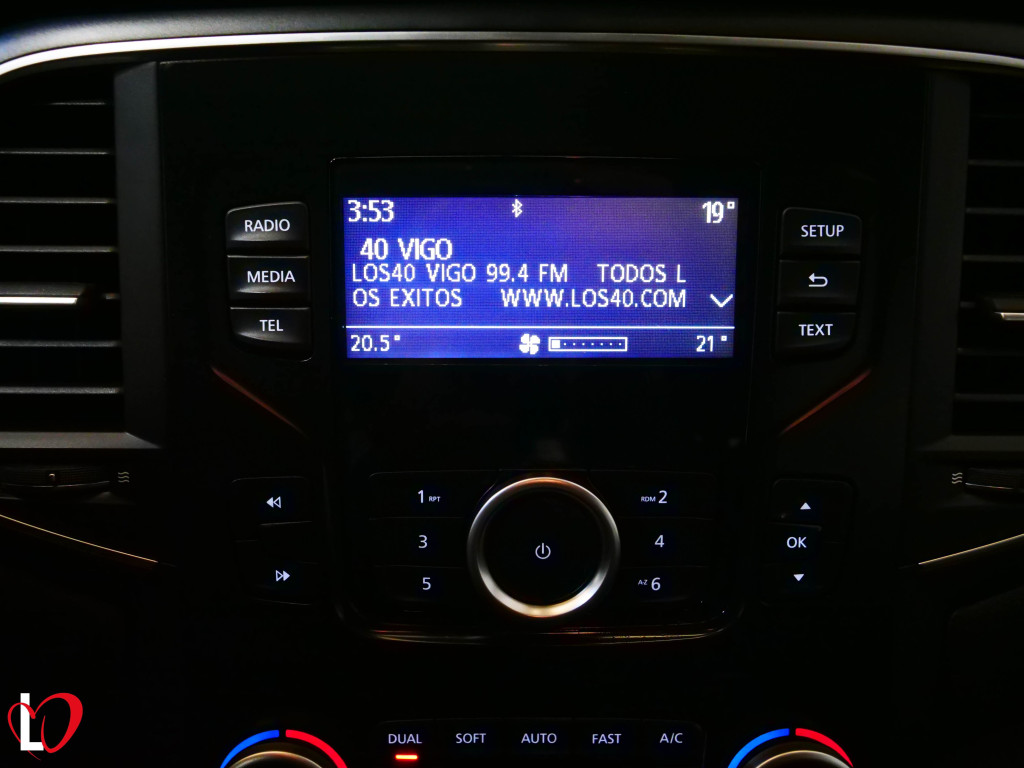 3:53 19°
40 VIGO
LOS40 VIGO 99.4 FM TODOS L
OS EXITOS WWW.LOS40.COM
20.5° 21°
RADIO
MEDIA
TEL
SETUP
TEXT
1 RPT
RDM 2
3
4
5
A-Z 6
OK
DUAL SOFT AUTO FAST A/C
L